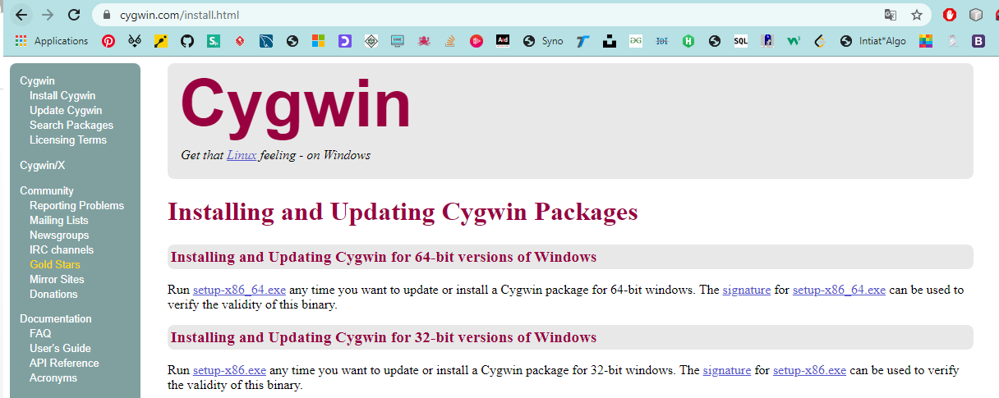 cygwin.com/install.html
Applications
Syno
SQL
Intiat*Algo
Cygwin
Install Cygwin
Update Cygwin
Search Packages
Licensing Terms
Cygwin/X
Community
Reporting Problems
Mailing Lists
Newsgroups
IRC channels
Gold Stars
Mirror Sites
Donations
Documentation
FAQ
User's Guide
API Reference
Acronyms
Cygwin
Get that Linux feeling - on Windows
Installing and Updating Cygwin Packages
Installing and Updating Cygwin for 64-bit versions of Windows
Run setup-x86_64.exe any time you want to update or install a Cygwin package for 64-bit windows. The signature for setup-x86_64.exe can be used to
verify the validity of this binary.
Installing and Updating Cygwin for 32-bit versions of Windows
Run setup-x86.exe any time you want to update or install a Cygwin package for 32-bit windows. The signature for setup-x86.exe can be used to verify
the validity of this binary.